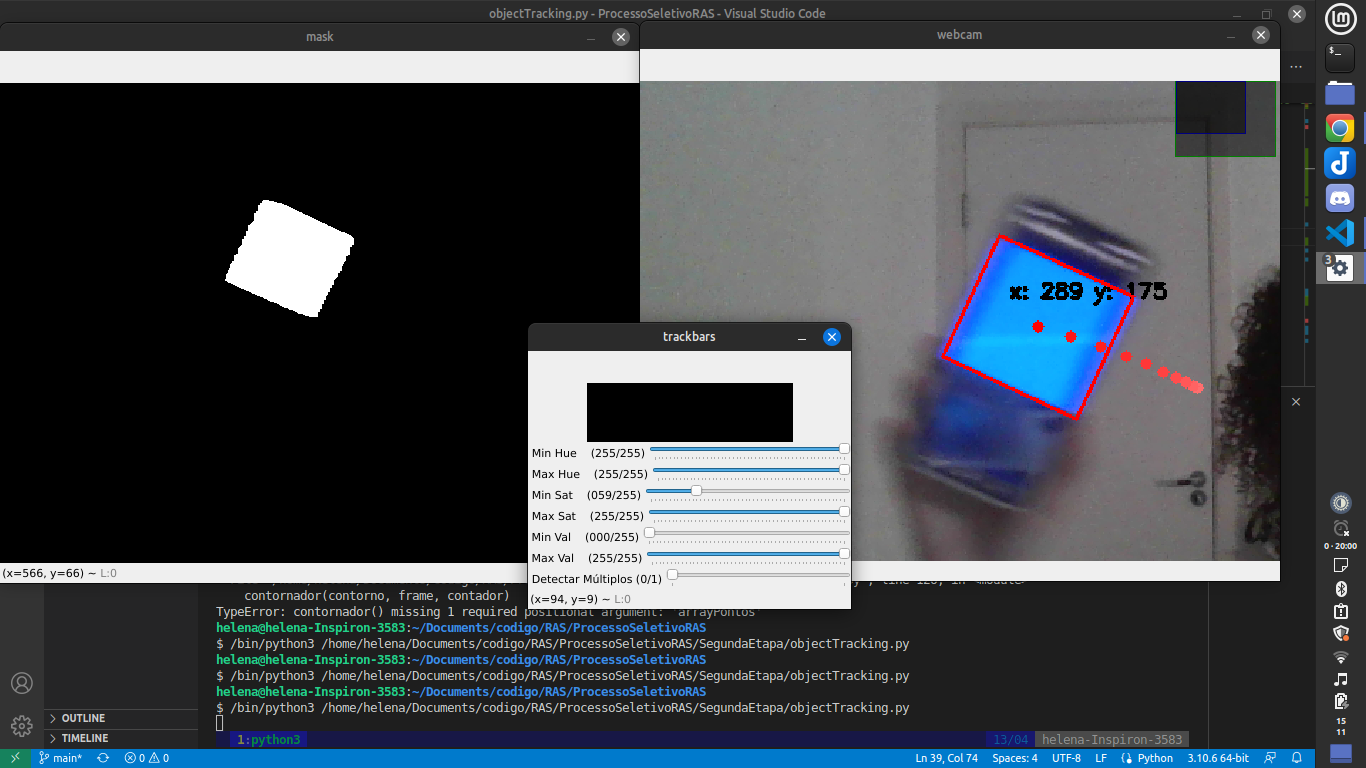 objectTracking.py - ProcessoSeletivoRAS - Visual Studio Code
mask
webcam
x: 289 y: 175
trackbars
Min Hue (255/255)
Max Hue (255/255)
Min Sat (059/255)
Max Sat (255/255)
Min Val (000/255)
Max Val (255/255)
Detectar Múltiplos (0/1)
(x=94, y=9) ~ L:0
(x=566, y=66) ~ L:0
contornador(contorno, frame, contador)
TypeError: contornador() missing 1 required positional argument: 'arrayPontos'
helena@helena-Inspiron-3583:~/Documents/codigo/RAS/ProcessoSeletivoRAS
$ /bin/python3 /home/helena/Documents/codigo/RAS/ProcessoSeletivoRAS/SegundaEtapa/objectTracking.py
helena@helena-Inspiron-3583:~/Documents/codigo/RAS/ProcessoSeletivoRAS
$ /bin/python3 /home/helena/Documents/codigo/RAS/ProcessoSeletivoRAS/SegundaEtapa/objectTracking.py
helena@helena-Inspiron-3583:~/Documents/codigo/RAS/ProcessoSeletivoRAS
$ /bin/python3 /home/helena/Documents/codigo/RAS/ProcessoSeletivoRAS/SegundaEtapa/objectTracking.py
OUTLINE
TIMELINE
1:python3
13/04 helena-Inspiron-3583
main* 0 0
Ln 39, Col 74 Spaces: 4 UTF-8 LF Python 3.10.6 64-bit
3
0 · 20:00
15
11